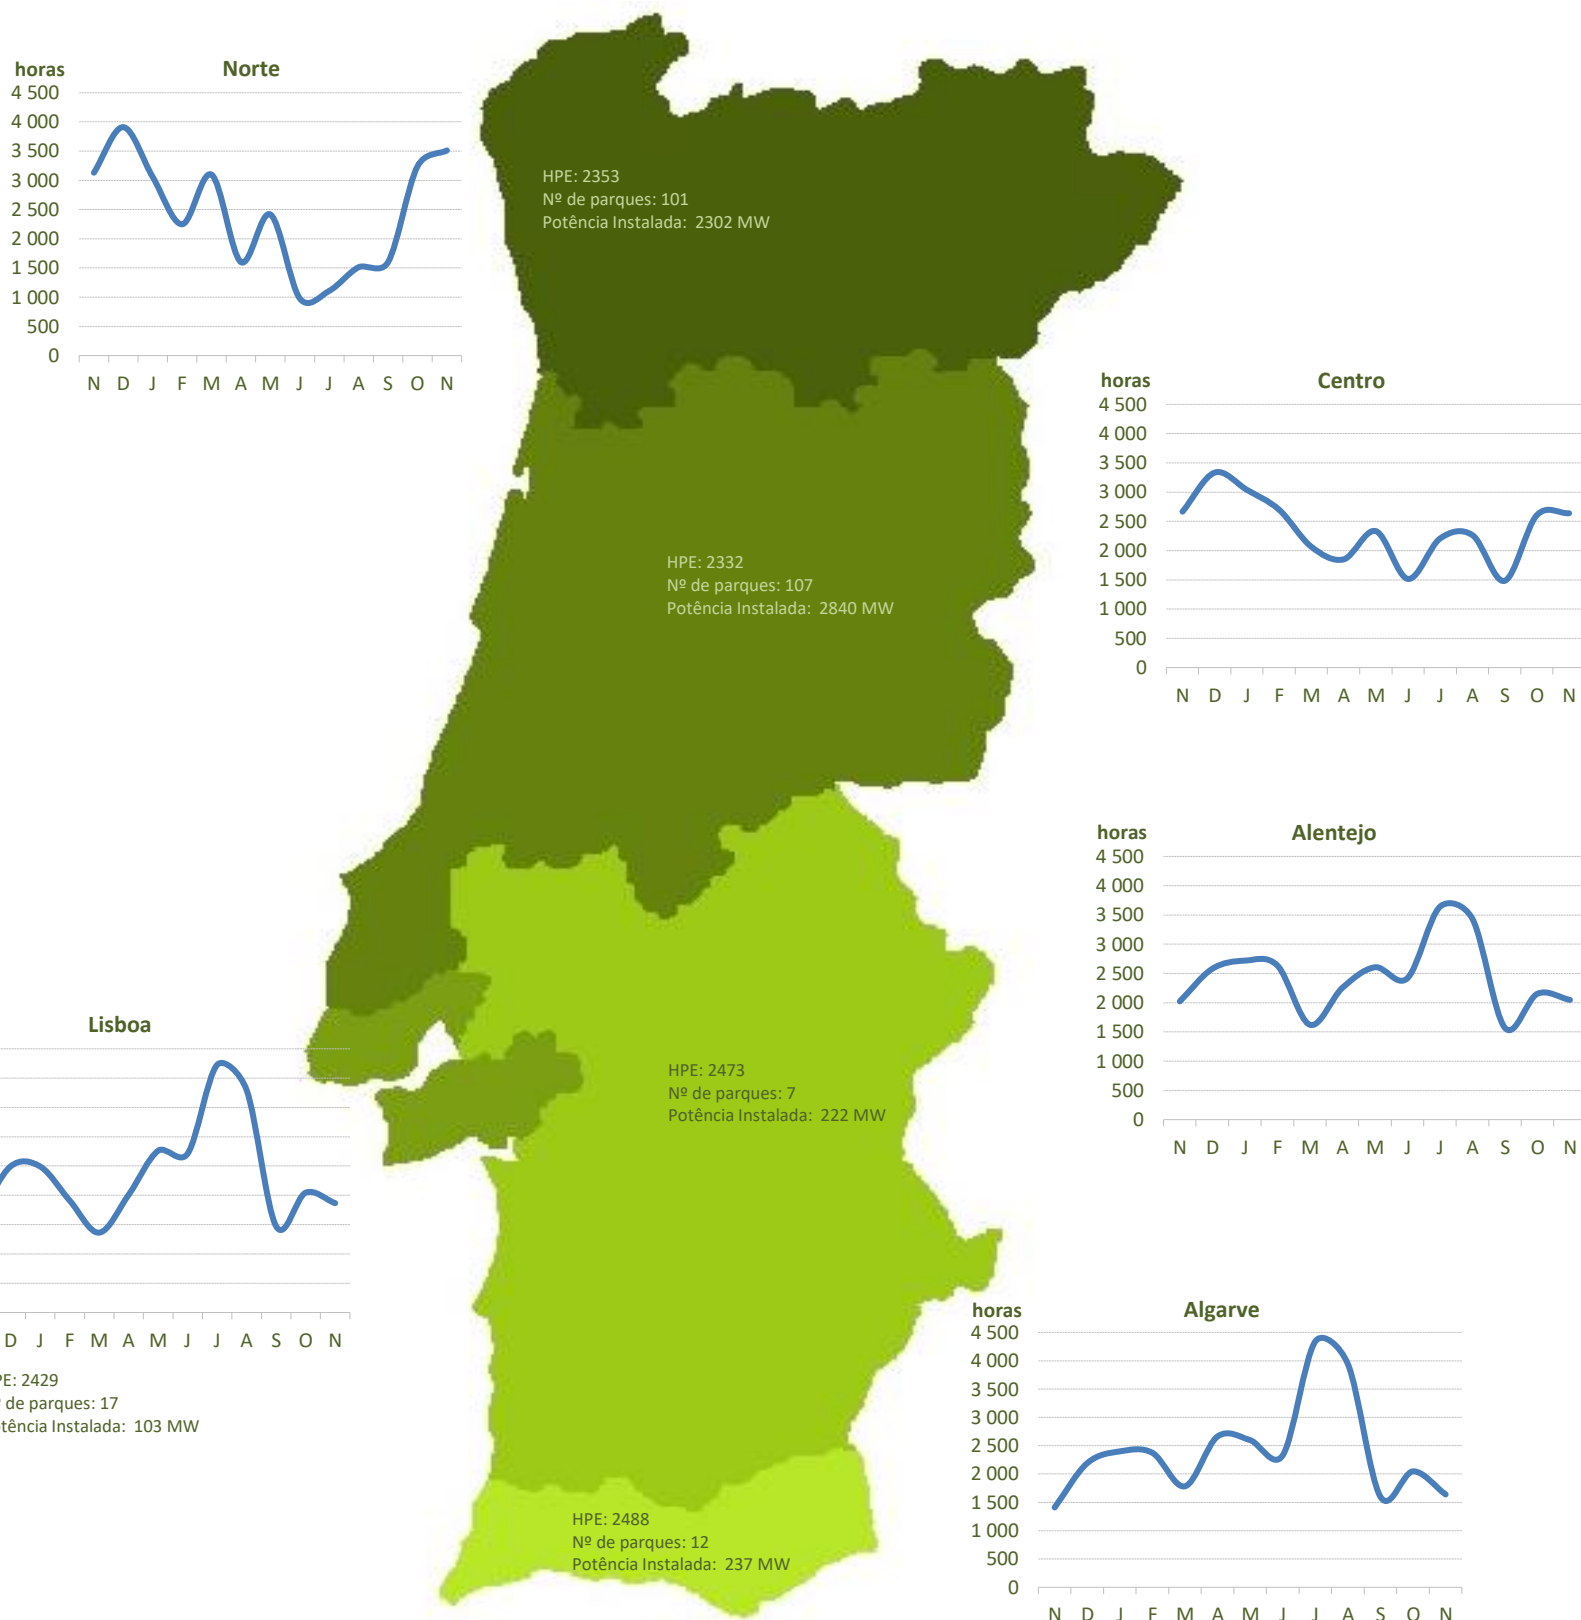 Norte
horas
4 500
4 000
3 500
3 000
2 500
2 000
1 500
1 000
500
0
N D J F M A M J J A S O N
HPE: 2353
Nº de parques: 101
Potência Instalada: 2302 MW
Centro
horas
4 500
4 000
3 500
3 000
2 500
2 000
1 500
1 000
500
0
N D J F M A M J J A S O N
HPE: 2332
Nº de parques: 107
Potência Instalada: 2840 MW
Alentejo
horas
4 500
4 000
3 500
3 000
2 500
2 000
1 500
1 000
500
0
N D J F M A M J J A S O N
HPE: 2473
Nº de parques: 7
Potência Instalada: 222 MW
Lisboa
D J F M A M J J A S O N
PE: 2429
de parques: 17
tência Instalada: 103 MW
Algarve
horas
4 500
4 000
3 500
3 000
2 500
2 000
1 500
1 000
500
0
N D J F M A M J J A S O N
HPE: 2488
Nº de parques: 12
Potência Instalada: 237 MW